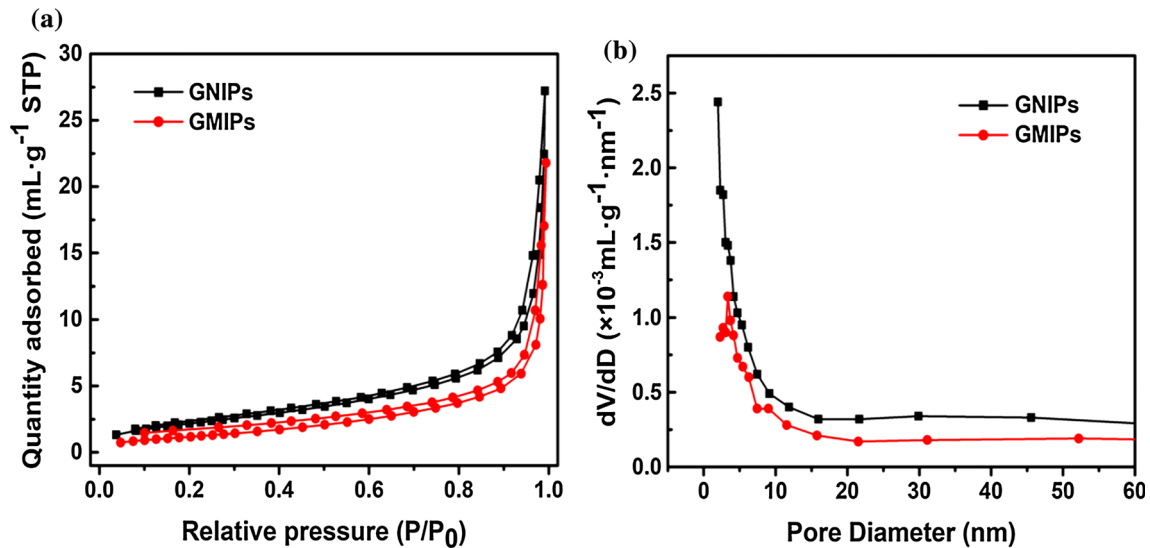 (a)
30
25
20
15
10
5
0
Quantity adsorbed (mL·g⁻¹ STP)
GNIPs
GMIPs
0.0 0.2 0.4 0.6 0.8 1.0
Relative pressure (P/P₀)
(b)
2.5
2.0
1.5
1.0
0.5
0.0
dV/dD (×10⁻³mL·g⁻¹·nm⁻¹)
GNIPs
GMIPs
0 10 20 30 40 50 60
Pore Diameter (nm)